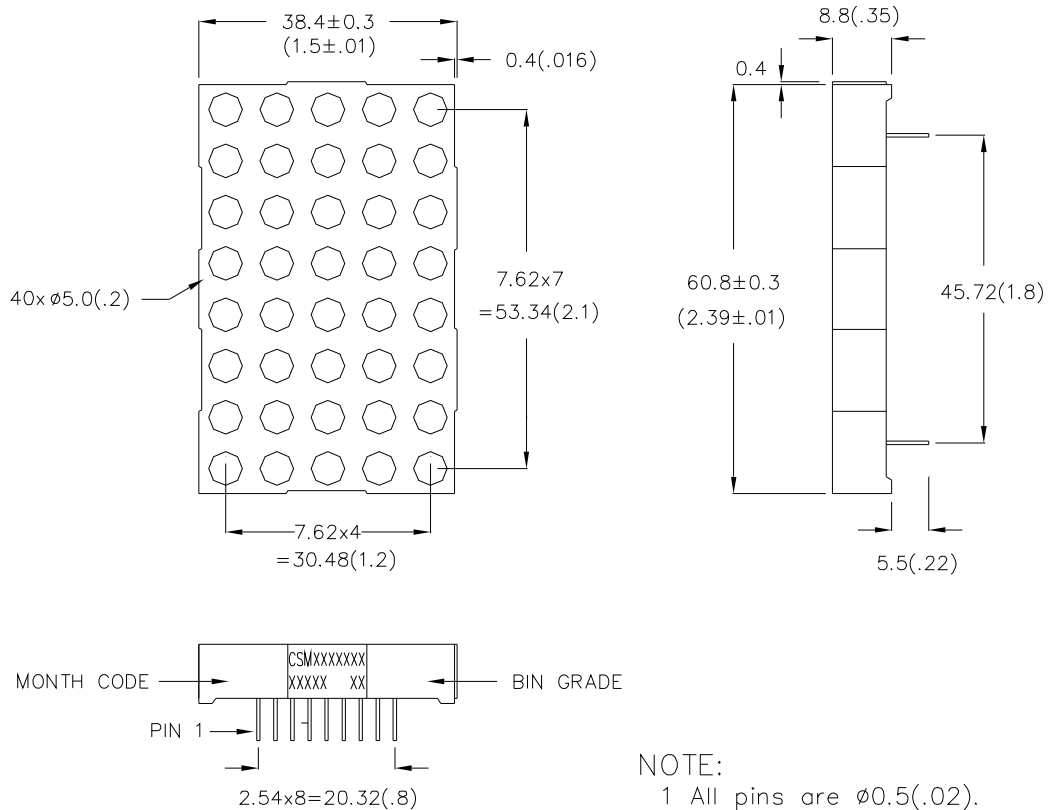 38.4±0.3
(1.5±.01)
0.4(.016)
8.8(.35)
0.4
40xø5.0(.2)
7.62x7
=53.34(2.1)
60.8±0.3
(2.39±.01)
45.72(1.8)
7.62x4
=30.48(1.2)
5.5(.22)
CSMXXXXXXX
XXXXX XX
MONTH CODE
BIN GRADE
PIN 1
2.54x8=20.32(.8)
NOTE:
1 All pins are ø0.5(.02).